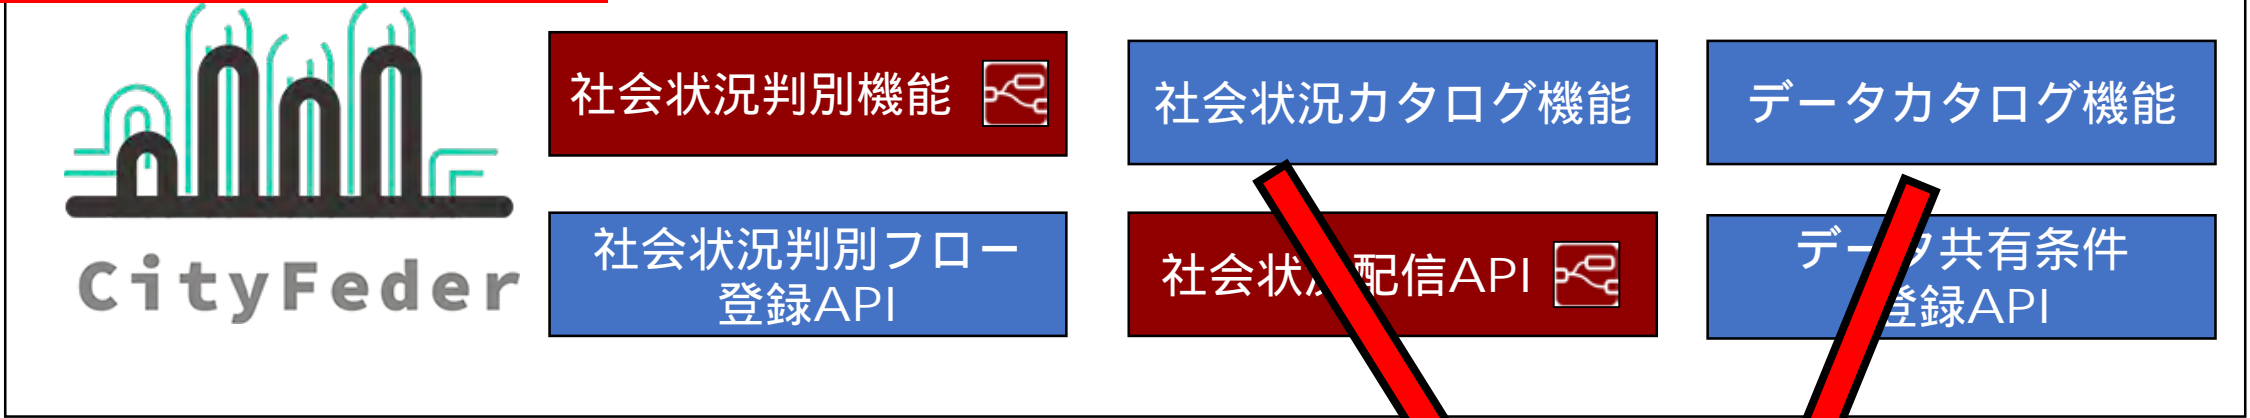 社会状況判別機能
社会状況カタログ機能
データカタログ機能
CityFeder
社会状況判別フロー
登録API
社会状況配信API
データ共有条件
登録API